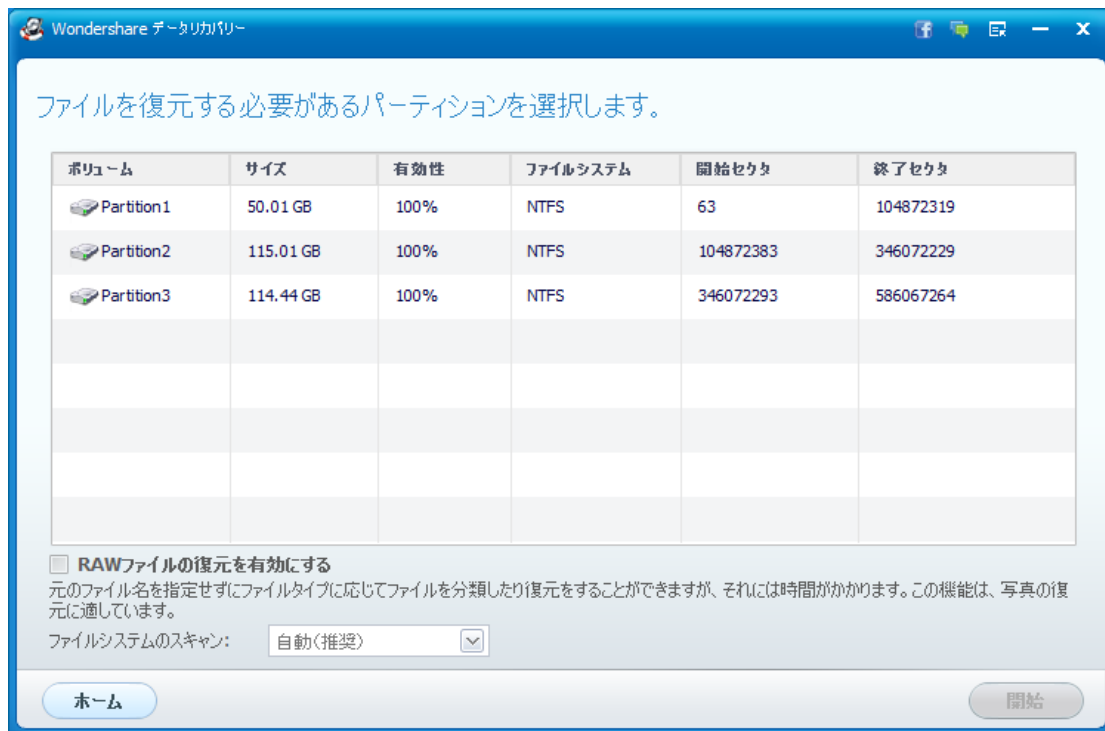 Wondershare データリカバリー
ファイルを復元する必要があるパーティションを選択します。
ボリューム サイズ 有効性 ファイルシステム 開始セクタ 終了セクタ
Partition1 50.01 GB 100% NTFS 63 104872319
Partition2 115.01 GB 100% NTFS 104872383 346072229
Partition3 114.44 GB 100% NTFS 346072293 586067264
RAWファイルの復元を有効にする
元のファイル名を指定せずにファイルタイプに応じてファイルを分類したり復元をすることができますが、それには時間がかかります。この機能は、写真の復
元に適しています。
ファイルシステムのスキャン: 自動(推奨)
ホーム 開始